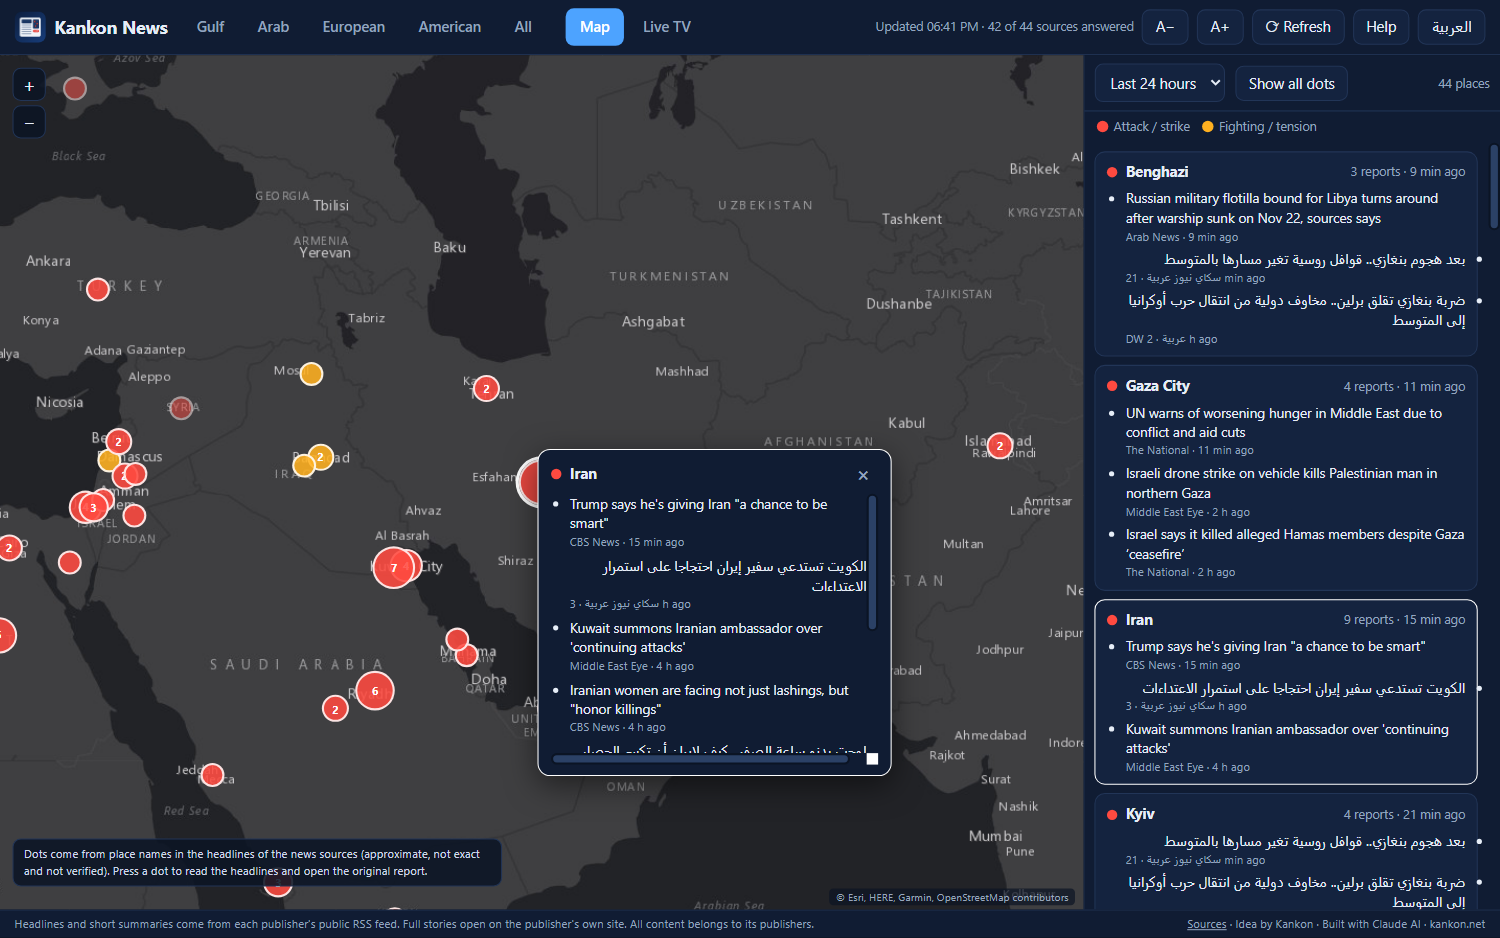 Kankon News
Gulf
Arab
European
American
All
Map
Live TV
Updated 06:41 PM · 42 of 44 sources answered
A−
A+
⟳ Refresh
Help
العربية
+
−
Azov Sea
Black Sea
GEORGIA
Tbilisi
ARMENIA
Yerevan
Baku
UZBEKISTAN
Tashkent
Bishkek
KYRGYZSTAN
Ankara
TURKMENISTAN
TAJIKISTAN
Dushanbe
Konya
Tabriz
Ashgabat
Adana
Gaziantep
Aleppo
Mashhad
Nicosia
SYRIA
2
Kabul
AFGHANISTAN
2
2
2
Esfahan
Amman
3
ISRAEL
JORDAN
Ahvaz
Al Basrah
Shiraz
Amritsar
Lahore
Multan
2
7
City
SAUDI ARABIA
Doha
QATAR
6
2
Jodhpur
Red Sea
OMAN
Ahmedabad
Rajkot
Surat
Nashik
Mumbai
Pune
Arabian Sea
Iran
×
Trump says he's giving Iran "a chance to be
smart"
CBS News · 15 min ago
الكويت تستدعي سفير إيران احتجاجا على استمرار
الاعتداءات
سكاي نيوز عربية · 3 h ago
Kuwait summons Iranian ambassador over
'continuing attacks'
Middle East Eye · 4 h ago
Iranian women are facing not just lashings, but
"honor killings"
CBS News · 4 h ago
Dots come from place names in the headlines of the news sources (approximate, not exact
and not verified). Press a dot to read the headlines and open the original report.
© Esri, HERE, Garmin, OpenStreetMap contributors
Last 24 hours
Show all dots
44 places
Attack / strike
Fighting / tension
Benghazi
3 reports · 9 min ago
Russian military flotilla bound for Libya turns around
after warship sunk on Nov 22, sources says
Arab News · 9 min ago
بعد هجوم بنغازي.. قوافل روسية تغير مسارها بالمتوسط
سكاي نيوز عربية · 21 min ago
ضربة بنغازي تقلق برلين.. مخاوف دولية من انتقال حرب أوكرانيا
إلى المتوسط
DW عربية · 2 h ago
Gaza City
4 reports · 11 min ago
UN warns of worsening hunger in Middle East due to
conflict and aid cuts
The National · 11 min ago
Israeli drone strike on vehicle kills Palestinian man in
northern Gaza
Middle East Eye · 2 h ago
Israel says it killed alleged Hamas members despite Gaza
‘ceasefire’
The National · 2 h ago
Iran
9 reports · 15 min ago
Trump says he's giving Iran "a chance to be smart"
CBS News · 15 min ago
الكويت تستدعي سفير إيران احتجاجا على استمرار الاعتداءات
سكاي نيوز عربية · 3 h ago
Kuwait summons Iranian ambassador over 'continuing
attacks'
Middle East Eye · 4 h ago
Kyiv
4 reports · 21 min ago
بعد هجوم بنغازي.. قوافل روسية تغير مسارها بالمتوسط
سكاي نيوز عربية · 21 min ago
ضربة بنغازي تقلق برلين.. مخاوف دولية من انتقال حرب أوكرانيا
إلى المتوسط
Headlines and short summaries come from each publisher's public RSS feed. Full stories open on the publisher's own site. All content belongs to its publishers.
Sources · Idea by Kankon · Built with Claude AI · kankon.net